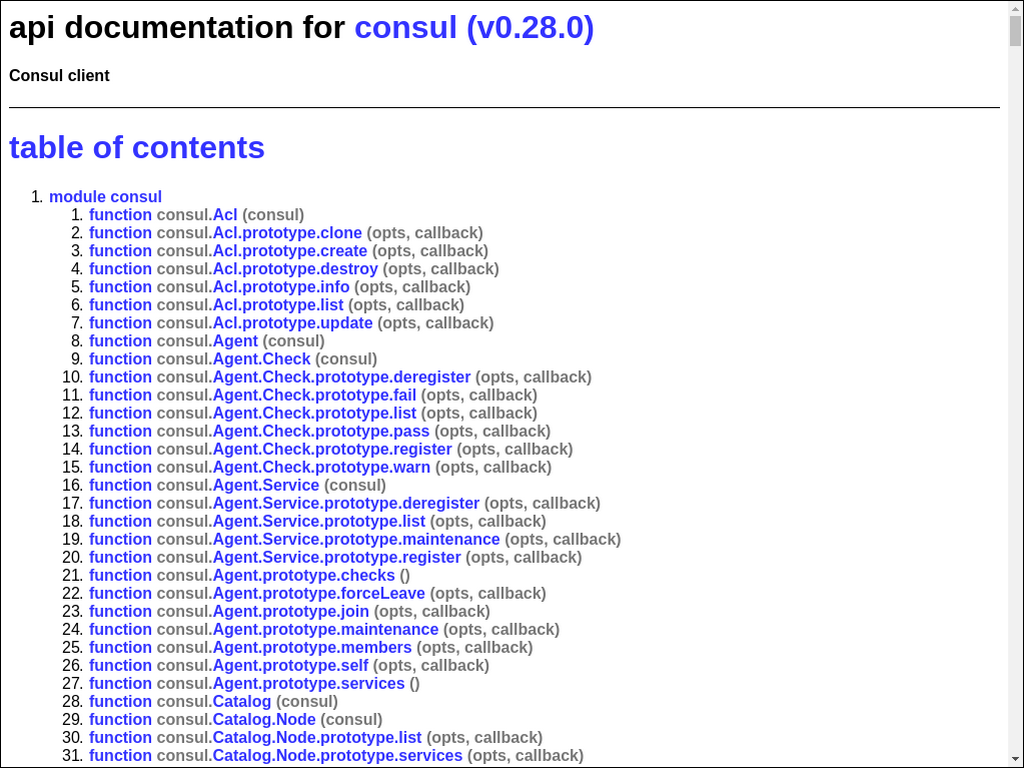 api documentation for consul (v0.28.0)
Consul client
table of contents
1. module consul
1. function consul.Acl (consul)
2. function consul.Acl.prototype.clone (opts, callback)
3. function consul.Acl.prototype.create (opts, callback)
4. function consul.Acl.prototype.destroy (opts, callback)
5. function consul.Acl.prototype.info (opts, callback)
6. function consul.Acl.prototype.list (opts, callback)
7. function consul.Acl.prototype.update (opts, callback)
8. function consul.Agent (consul)
9. function consul.Agent.Check (consul)
10. function consul.Agent.Check.prototype.deregister (opts, callback)
11. function consul.Agent.Check.prototype.fail (opts, callback)
12. function consul.Agent.Check.prototype.list (opts, callback)
13. function consul.Agent.Check.prototype.pass (opts, callback)
14. function consul.Agent.Check.prototype.register (opts, callback)
15. function consul.Agent.Check.prototype.warn (opts, callback)
16. function consul.Agent.Service (consul)
17. function consul.Agent.Service.prototype.deregister (opts, callback)
18. function consul.Agent.Service.prototype.list (opts, callback)
19. function consul.Agent.Service.prototype.maintenance (opts, callback)
20. function consul.Agent.Service.prototype.register (opts, callback)
21. function consul.Agent.prototype.checks ()
22. function consul.Agent.prototype.forceLeave (opts, callback)
23. function consul.Agent.prototype.join (opts, callback)
24. function consul.Agent.prototype.maintenance (opts, callback)
25. function consul.Agent.prototype.members (opts, callback)
26. function consul.Agent.prototype.self (opts, callback)
27. function consul.Agent.prototype.services ()
28. function consul.Catalog (consul)
29. function consul.Catalog.Node (consul)
30. function consul.Catalog.Node.prototype.list (opts, callback)
31. function consul.Catalog.Node.prototype.services (opts, callback)